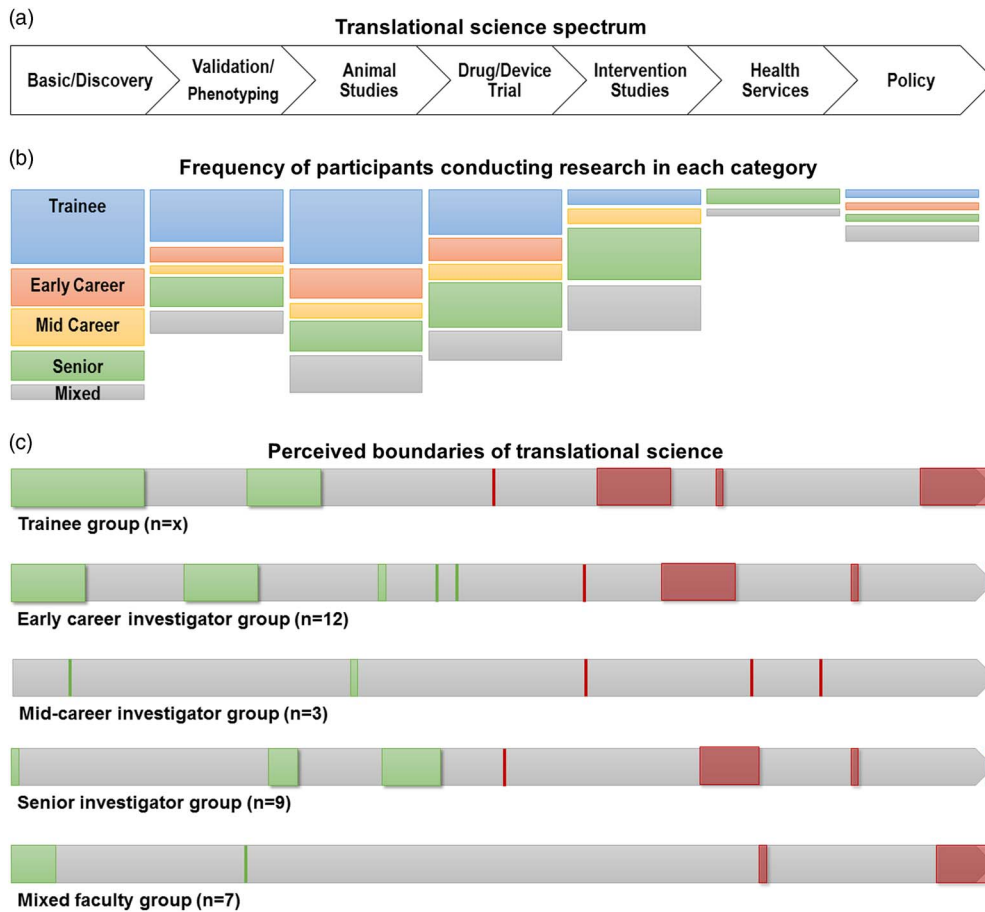 (a)
Translational science spectrum
Basic/Discovery
Validation/
Phenotyping
Animal
Studies
Drug/Device
Trial
Intervention
Studies
Health
Services
Policy
(b)
Frequency of participants conducting research in each category
Trainee
Early Career
Mid Career
Senior
Mixed
(c)
Perceived boundaries of translational science
Trainee group (n=x)
Early career investigator group (n=12)
Mid-career investigator group (n=3)
Senior investigator group (n=9)
Mixed faculty group (n=7)